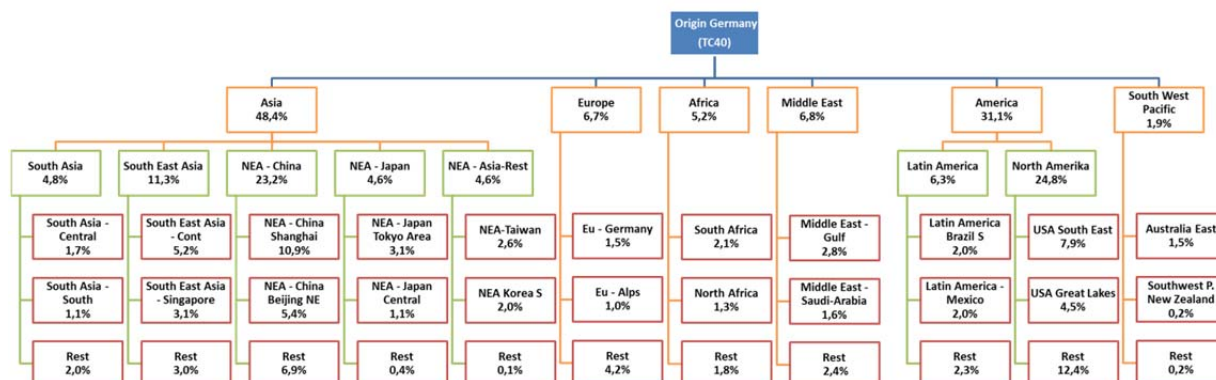 Origin Germany
(TC40)
Asia
48,4%
Europe
6,7%
Africa
5,2%
Middle East
6,8%
America
31,1%
South West
Pacific
1,9%
South Asia
4,8%
South East Asia
11,3%
NEA - China
23,2%
NEA - Japan
4,6%
NEA - Asia-Rest
4,6%
Latin America
6,3%
North Amerika
24,8%
South Asia -
Central
1,7%
South East Asia
- Cont
5,2%
NEA - China
Shanghai
10,9%
NEA - Japan
Tokyo Area
3,1%
NEA-Taiwan
2,6%
Eu - Germany
1,5%
South Africa
2,1%
Middle East -
Gulf
2,8%
Latin America
Brazil S
2,0%
USA South East
7,9%
Australia East
1,5%
South Asia -
South
1,1%
South East Asia
- Singapore
3,1%
NEA - China
Beijing NE
5,4%
NEA - Japan
Central
1,1%
NEA Korea S
2,0%
Eu - Alps
1,0%
North Africa
1,3%
Middle East -
Saudi-Arabia
1,6%
Latin America -
Mexico
2,0%
USA Great Lakes
4,5%
Southwest P.
New Zealand
0,2%
Rest
2,0%
Rest
3,0%
Rest
6,9%
Rest
0,4%
Rest
0,1%
Rest
4,2%
Rest
1,8%
Rest
2,4%
Rest
2,3%
Rest
12,4%
Rest
0,2%